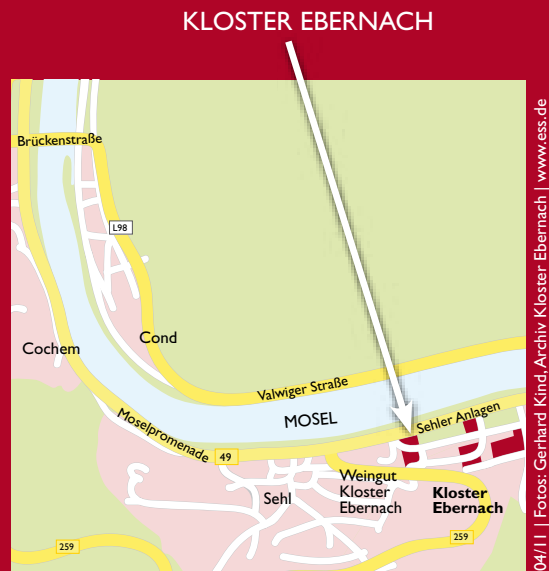 KLOSTER EBERNACH
Brückenstraße
L98
Cochem
Cond
Valwiger Straße
MOSEL
Sehler Anlagen
Moselpromenade
49
Sehl
Weingut
Kloster
Ebernach
Kloster
Ebernach
259
259
04/11 | Fotos: Gerhard Kind, Archiv Kloster Ebernach | www.ess.de